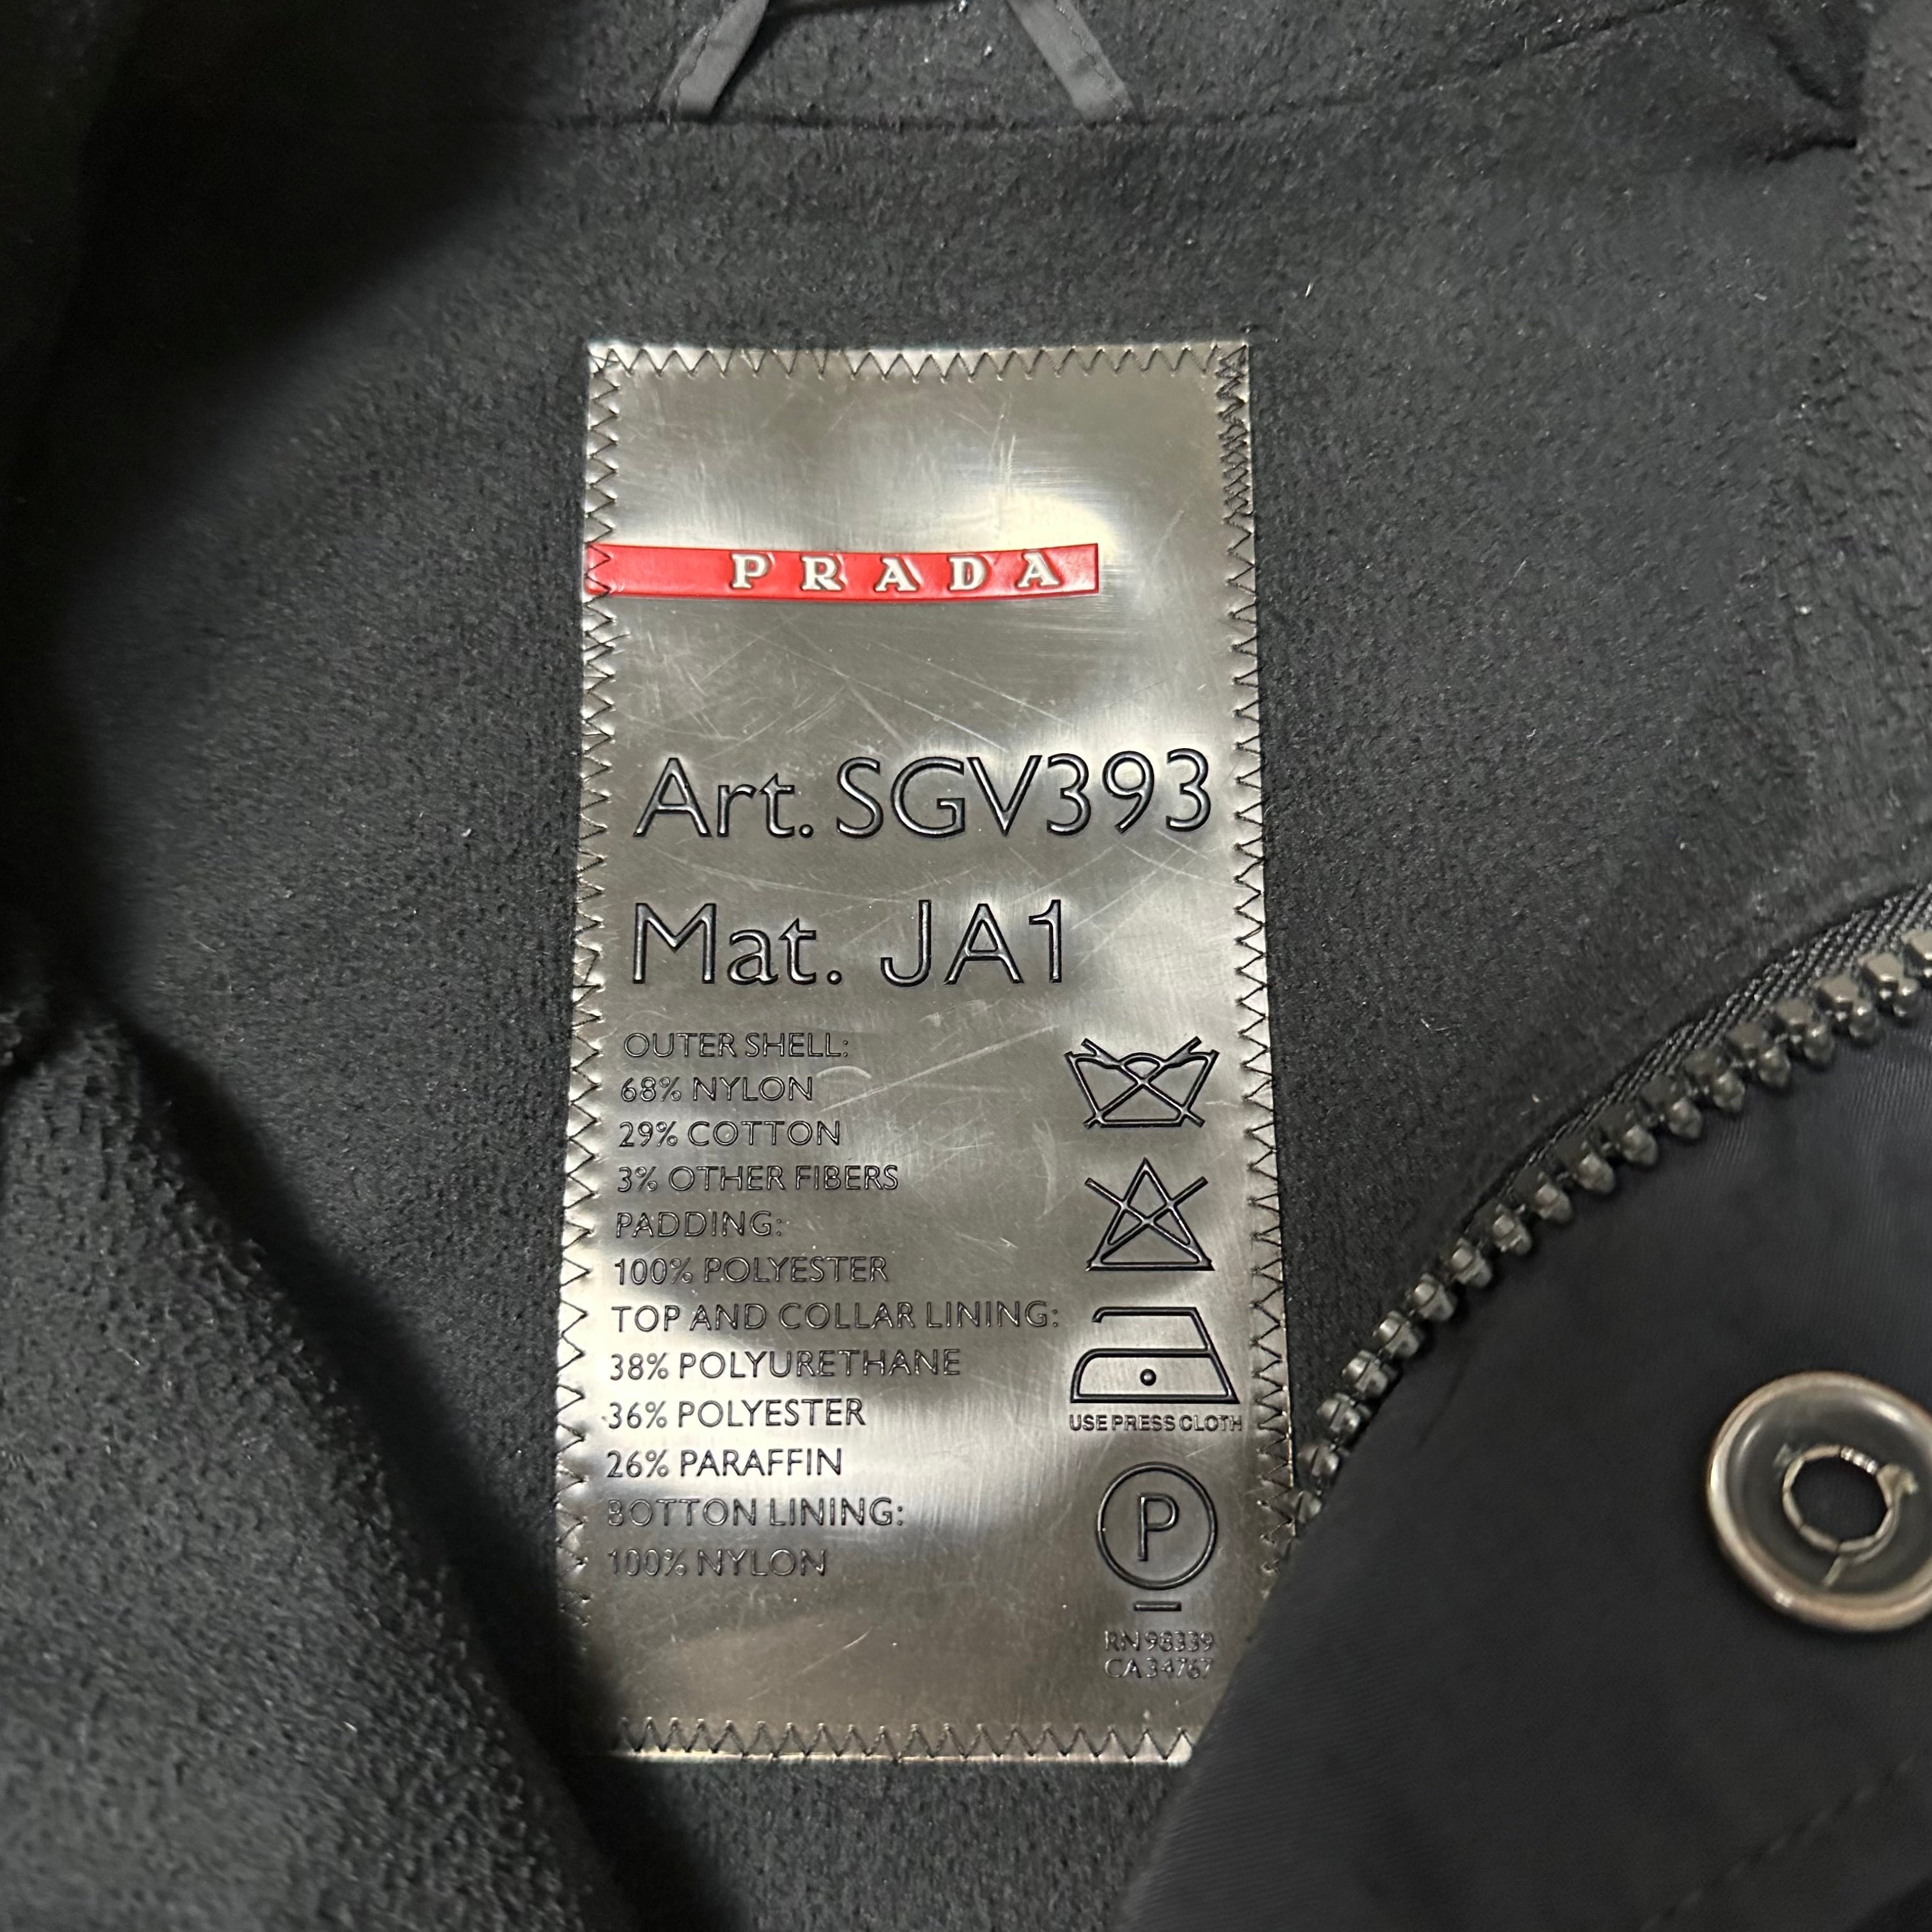 PRADA
Art. SGV393
Mat. JA1
OUTER SHELL:
68% NYLON
29% COTTON
3% OTHER FIBERS
PADDING:
100% POLYESTER
TOP AND COLLAR LINING:
38% POLYURETHANE
36% POLYESTER
26% PARAFFIN
BOTTON LINING:
100% NYLON
USE PRESS CLOTH
P
RN 98339
CA 34767